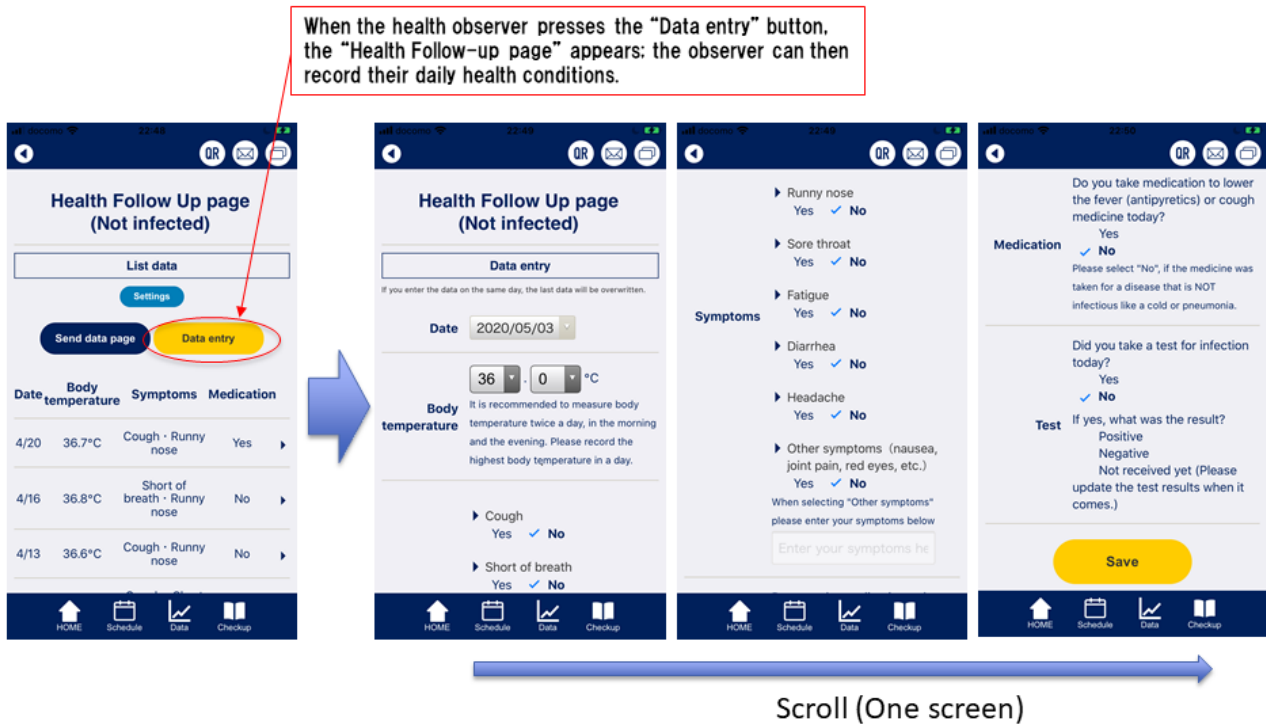 When the health observer presses the “Data entry” button,
the “Health Follow-up page” appears; the observer can then
record their daily health conditions.
docomo 22:48
QR
Health Follow Up page
(Not infected)
List data
Settings
Send data page Data entry
Date Body temperature Symptoms Medication
4/20 36.7°C Cough・Runny nose Yes
4/16 36.8°C Short of breath・Runny nose No
4/13 36.6°C Cough・Runny nose No
HOME Schedule Data Checkup
docomo 22:49
QR
Health Follow Up page
(Not infected)
Data entry
If you enter the data on the same day, the last data will be overwritten.
Date 2020/05/03
36 . 0 °C
Body temperature
It is recommended to measure body
temperature twice a day, in the morning
and the evening. Please record the
highest body temperature in a day.
Cough
Yes No
Short of breath
Yes No
HOME Schedule Data Checkup
docomo 22:49
QR
Symptoms
Runny nose
Yes No
Sore throat
Yes No
Fatigue
Yes No
Diarrhea
Yes No
Headache
Yes No
Other symptoms (nausea,
joint pain, red eyes, etc.)
Yes No
When selecting "Other symptoms"
please enter your symptoms below
Enter your symptoms he
HOME Schedule Data Checkup
docomo 22:50
QR
Medication
Do you take medication to lower
the fever (antipyretics) or cough
medicine today?
Yes
No
Please select "No", if the medicine was
taken for a disease that is NOT
infectious like a cold or pneumonia.
Test
Did you take a test for infection
today?
Yes
No
If yes, what was the result?
Positive
Negative
Not received yet (Please
update the test results when it
comes.)
Save
HOME Schedule Data Checkup
Scroll (One screen)